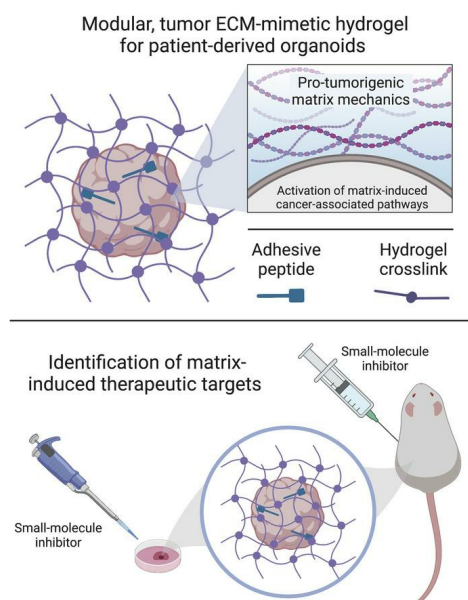 Modular, tumor ECM-mimetic hydrogel
for patient-derived organoids
Pro-tumorigenic
matrix mechanics
Activation of matrix-induced
cancer-associated pathways
Adhesive
peptide
Hydrogel
crosslink
Identification of matrix-
induced therapeutic targets
Small-molecule
inhibitor
Small-molecule
inhibitor